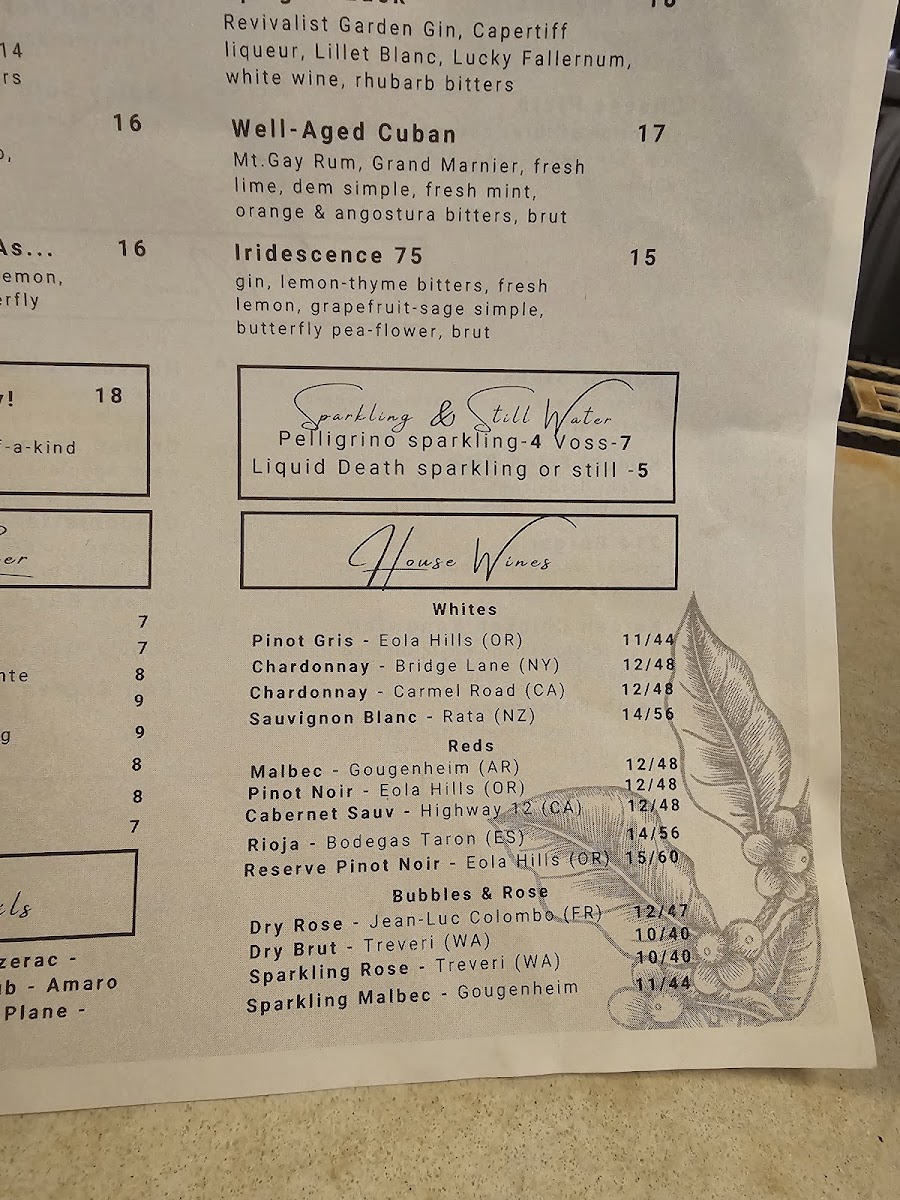 14
rs
16
16
As...
emon,
erfly
y! 18
f-a-kind
er
7
7
nte 8
9
g 9
8
8
7
ls
zerac -
ub - Amaro
Plane -
Revivalist Garden Gin, Capertiff
liqueur, Lillet Blanc, Lucky Fallernum,
white wine, rhubarb bitters
Well-Aged Cuban 17
Mt.Gay Rum, Grand Marnier, fresh
lime, dem simple, fresh mint,
orange & angostura bitters, brut
Iridescence 75 15
gin, lemon-thyme bitters, fresh
lemon, grapefruit-sage simple,
butterfly pea-flower, brut
Sparkling & Still Water
Pelligrino sparkling-4 Voss-7
Liquid Death sparkling or still -5
House Wines
Whites
Pinot Gris - Eola Hills (OR) 11/44
Chardonnay - Bridge Lane (NY) 12/48
Chardonnay - Carmel Road (CA) 12/48
Sauvignon Blanc - Rata (NZ) 14/56
Reds
Malbec - Gougenheim (AR) 12/48
Pinot Noir - Eola Hills (OR) 12/48
Cabernet Sauv - Highway 12 (CA) 12/48
Rioja - Bodegas Taron (ES) 14/56
Reserve Pinot Noir - Eola Hills (OR) 15/60
Bubbles & Rose
Dry Rose - Jean-Luc Colombo (FR) 12/47
Dry Brut - Treveri (WA) 10/40
Sparkling Rose - Treveri (WA) 10/40
Sparkling Malbec - Gougenheim 11/44